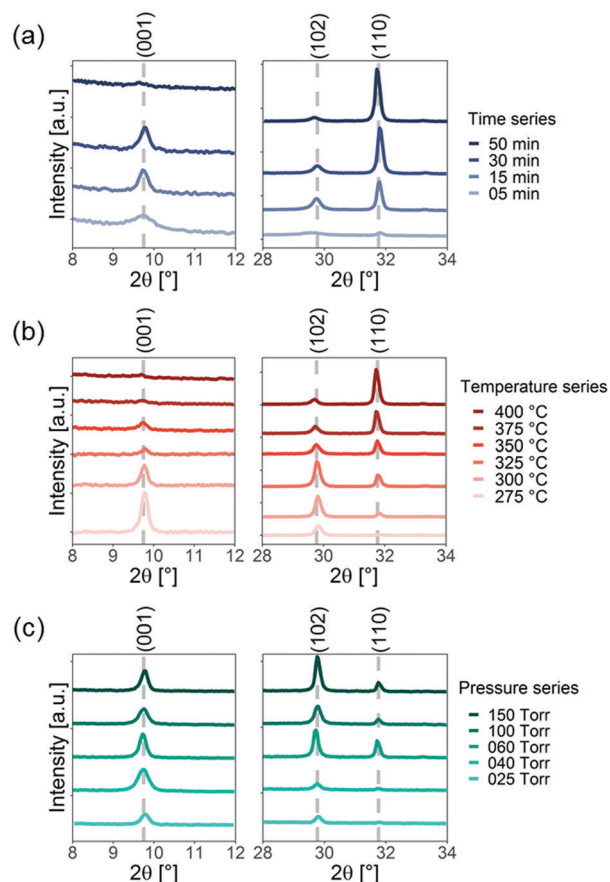 (a)
(001)
(102)
(110)
Intensity [a.u.]
8 9 10 11 12
2θ [°]
28 30 32 34
2θ [°]
Time series
50 min
30 min
15 min
05 min
(b)
(001)
(102)
(110)
Intensity [a.u.]
8 9 10 11 12
2θ [°]
28 30 32 34
2θ [°]
Temperature series
400 °C
375 °C
350 °C
325 °C
300 °C
275 °C
(c)
(001)
(102)
(110)
Intensity [a.u.]
8 9 10 11 12
2θ [°]
28 30 32 34
2θ [°]
Pressure series
150 Torr
100 Torr
060 Torr
040 Torr
025 Torr